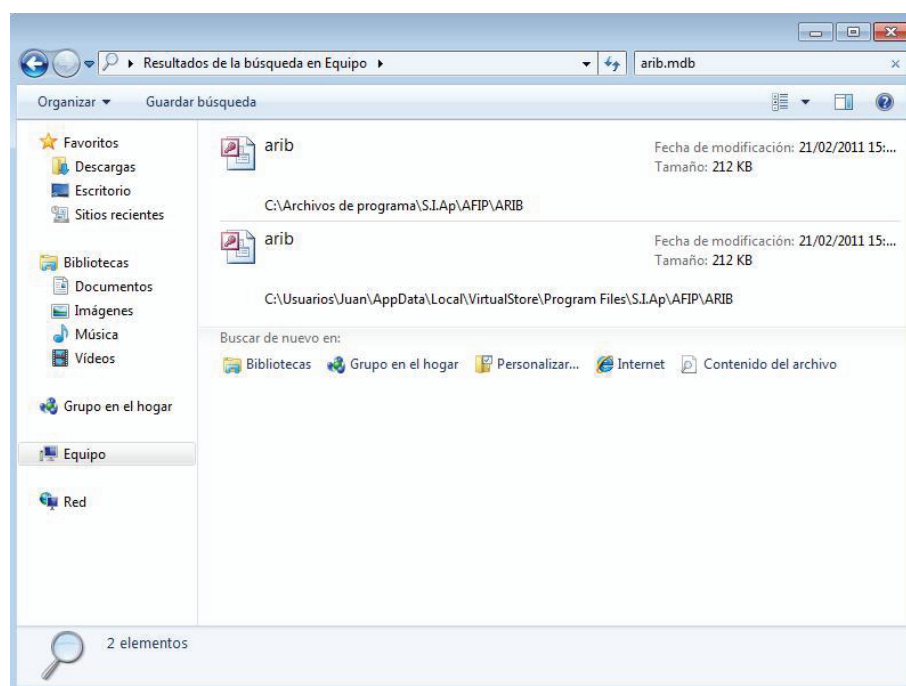 Resultados de la búsqueda en Equipo
arib.mdb
Organizar
Guardar búsqueda
Favoritos
Descargas
Escritorio
Sitios recientes
Bibliotecas
Documentos
Imágenes
Música
Vídeos
Grupo en el hogar
Equipo
Red
arib
Fecha de modificación: 21/02/2011 15:...
Tamaño: 212 KB
C:\Archivos de programa\S.I.Ap\AFIP\ARIB
arib
Fecha de modificación: 21/02/2011 15:...
Tamaño: 212 KB
C:\Usuarios\Juan\AppData\Local\VirtualStore\Program Files\S.I.Ap\AFIP\ARIB
Buscar de nuevo en:
Bibliotecas Grupo en el hogar Personalizar... Internet Contenido del archivo
2 elementos